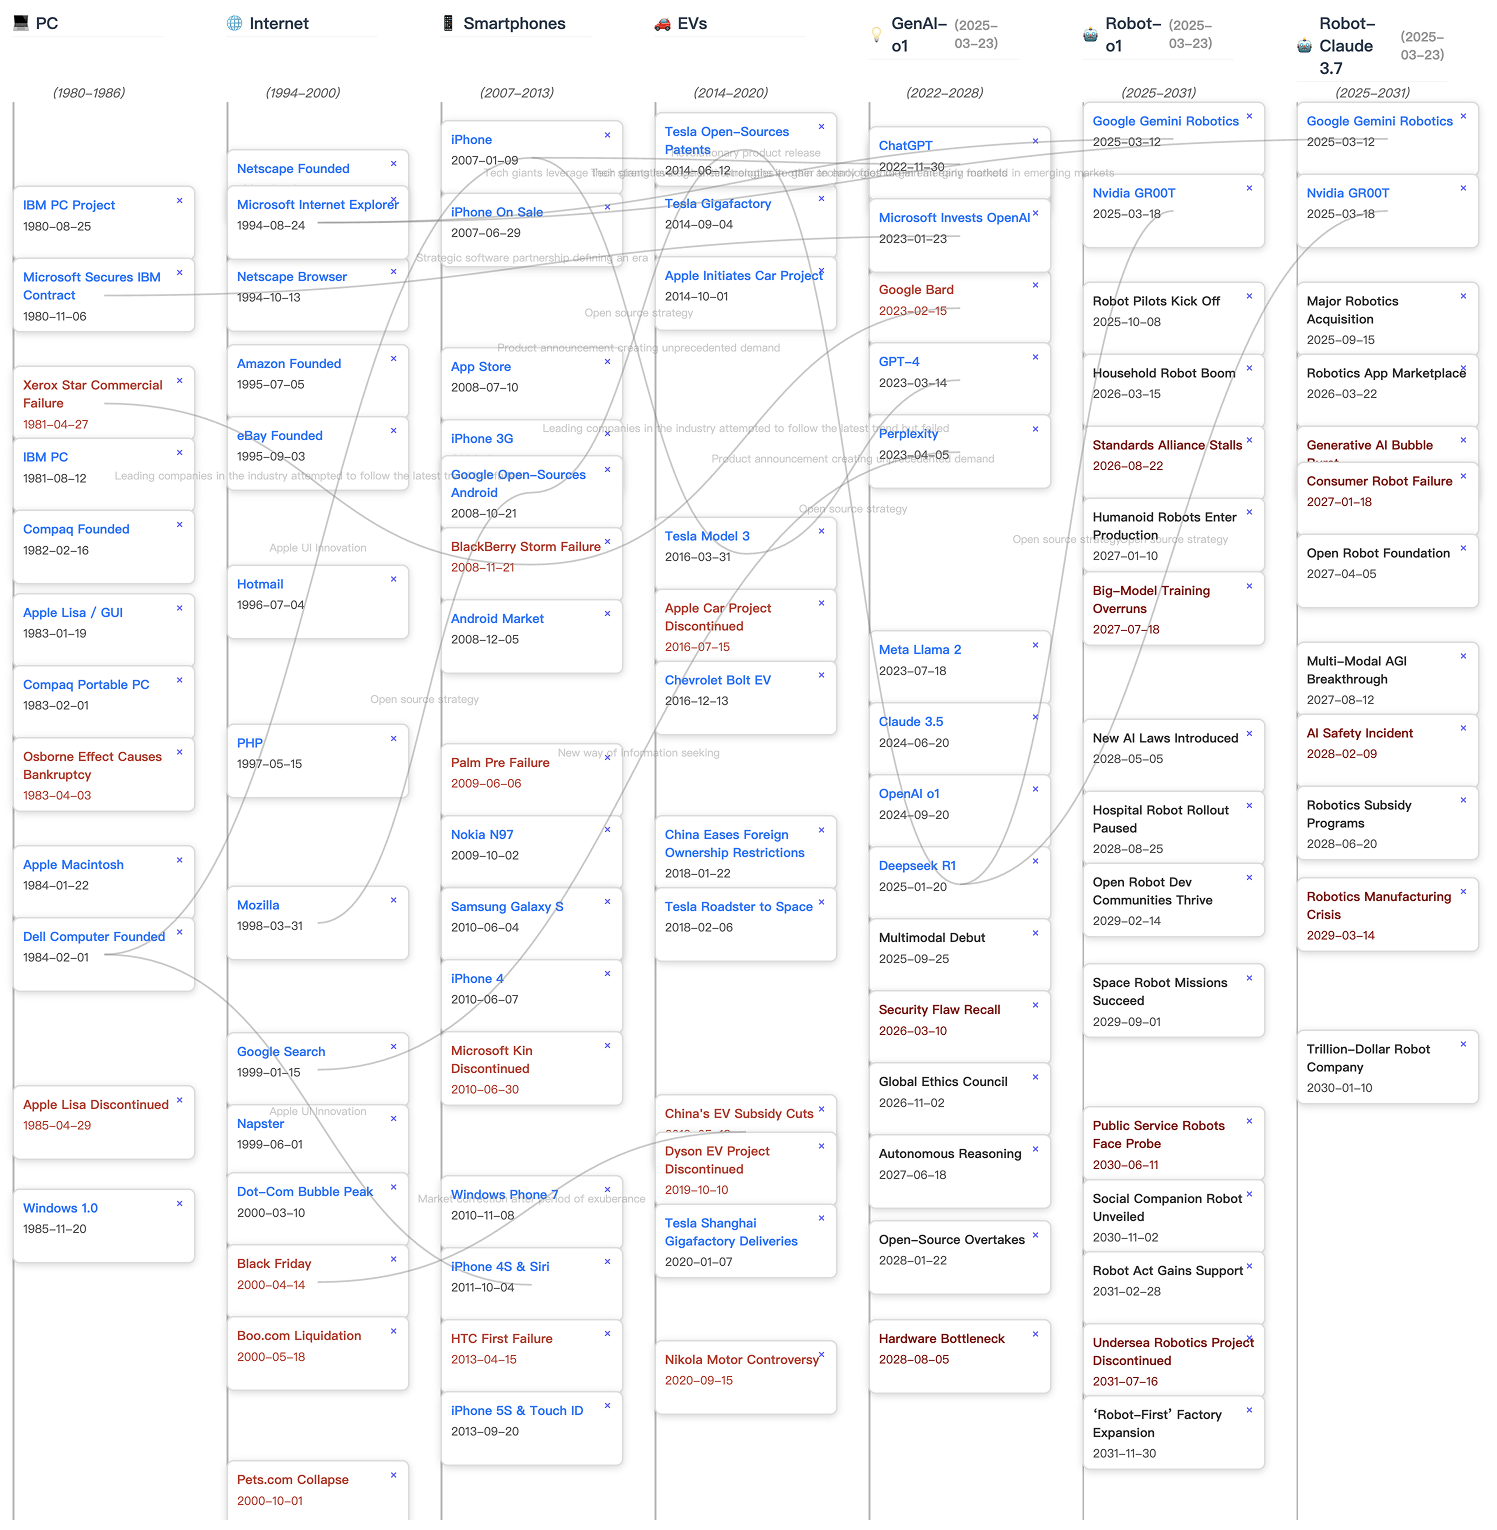 PC
(1980–1986)
IBM PC Project
1980–08–25
Microsoft Secures IBM
Contract
1980–11–06
Xerox Star Commercial
Failure
1981–04–27
IBM PC
1981–08–12
Compaq Founded
1982–02–16
Apple Lisa / GUI
1983–01–19
Compaq Portable PC
1983–02–01
Osborne Effect Causes
Bankruptcy
1983–04–03
Apple Macintosh
1984–01–22
Dell Computer Founded
1984–02–01
Apple Lisa Discontinued
1985–04–29
Windows 1.0
1985–11–20
Internet
(1994–2000)
Netscape Founded
Microsoft Internet Explorer
1994–08–24
Netscape Browser
1994–10–13
Amazon Founded
1995–07–05
eBay Founded
1995–09–03
Hotmail
1996–07–04
PHP
1997–05–15
Mozilla
1998–03–31
Google Search
1999–01–15
Napster
1999–06–01
Dot–Com Bubble Peak
2000–03–10
Black Friday
2000–04–14
Boo.com Liquidation
2000–05–18
Pets.com Collapse
2000–10–01
Smartphones
(2007–2013)
iPhone
2007–01–09
iPhone On Sale
2007–06–29
App Store
2008–07–10
iPhone 3G
Google Open–Sources
Android
2008–10–21
BlackBerry Storm Failure
2008–11–21
Android Market
2008–12–05
Palm Pre Failure
2009–06–06
Nokia N97
2009–10–02
Samsung Galaxy S
2010–06–04
iPhone 4
2010–06–07
Microsoft Kin
Discontinued
2010–06–30
Windows Phone 7
2010–11–08
iPhone 4S & Siri
2011–10–04
HTC First Failure
2013–04–15
iPhone 5S & Touch ID
2013–09–20
EVs
(2014–2020)
Tesla Open–Sources
Patents
2014–06–12
Tesla Gigafactory
2014–09–04
Apple Initiates Car Project
2014–10–01
Tesla Model 3
2016–03–31
Apple Car Project
Discontinued
2016–07–15
Chevrolet Bolt EV
2016–12–13
China Eases Foreign
Ownership Restrictions
2018–01–22
Tesla Roadster to Space
2018–02–06
China's EV Subsidy Cuts
Dyson EV Project
Discontinued
2019–10–10
Tesla Shanghai
Gigafactory Deliveries
2020–01–07
Nikola Motor Controversy
2020–09–15
GenAI–
o1
(2025–
03–23)
(2022–2028)
ChatGPT
2022–11–30
Microsoft Invests OpenAI
2023–01–23
Google Bard
2023–02–15
GPT–4
2023–03–14
Perplexity
2023–04–05
Meta Llama 2
2023–07–18
Claude 3.5
2024–06–20
OpenAI o1
2024–09–20
Deepseek R1
2025–01–20
Multimodal Debut
2025–09–25
Security Flaw Recall
2026–03–10
Global Ethics Council
2026–11–02
Autonomous Reasoning
2027–06–18
Open–Source Overtakes
2028–01–22
Hardware Bottleneck
2028–08–05
Robot–
o1
(2025–
03–23)
(2025–2031)
Google Gemini Robotics
2025–03–12
Nvidia GR00T
2025–03–18
Robot Pilots Kick Off
2025–10–08
Household Robot Boom
2026–03–15
Standards Alliance Stalls
2026–08–22
Humanoid Robots Enter
Production
2027–01–10
Big–Model Training
Overruns
2027–07–18
New AI Laws Introduced
2028–05–05
Hospital Robot Rollout
Paused
2028–08–25
Open Robot Dev
Communities Thrive
2029–02–14
Space Robot Missions
Succeed
2029–09–01
Public Service Robots
Face Probe
2030–06–11
Social Companion Robot
Unveiled
2030–11–02
Robot Act Gains Support
2031–02–28
Undersea Robotics Project
Discontinued
2031–07–16
‘Robot–First’ Factory
Expansion
2031–11–30
Robot–
Claude
3.7
(2025–
03–23)
(2025–2031)
Google Gemini Robotics
2025–03–12
Nvidia GR00T
2025–03–18
Major Robotics
Acquisition
2025–09–15
Robotics App Marketplace
2026–03–22
Generative AI Bubble
Consumer Robot Failure
2027–01–18
Open Robot Foundation
2027–04–05
Multi–Modal AGI
Breakthrough
2027–08–12
AI Safety Incident
2028–02–09
Robotics Subsidy
Programs
2028–06–20
Robotics Manufacturing
Crisis
2029–03–14
Trillion–Dollar Robot
Company
2030–01–10
Revolutionary product release
Tech giants leverage their in emerging markets
Strategic software partnership defining an era
Open source strategy
Product announcement creating unprecedented demand
Leading companies in the industry attempted to follow the latest trend but failed
Product announcement creating unprecedented demand
Leading companies in the industry attempted to follow the latest
Open source strategy
Open source strategy
Open source strategy
Apple UI Innovation
Open source strategy
New way of information seeking
Apple UI Innovation
Market correction after period of exuberance